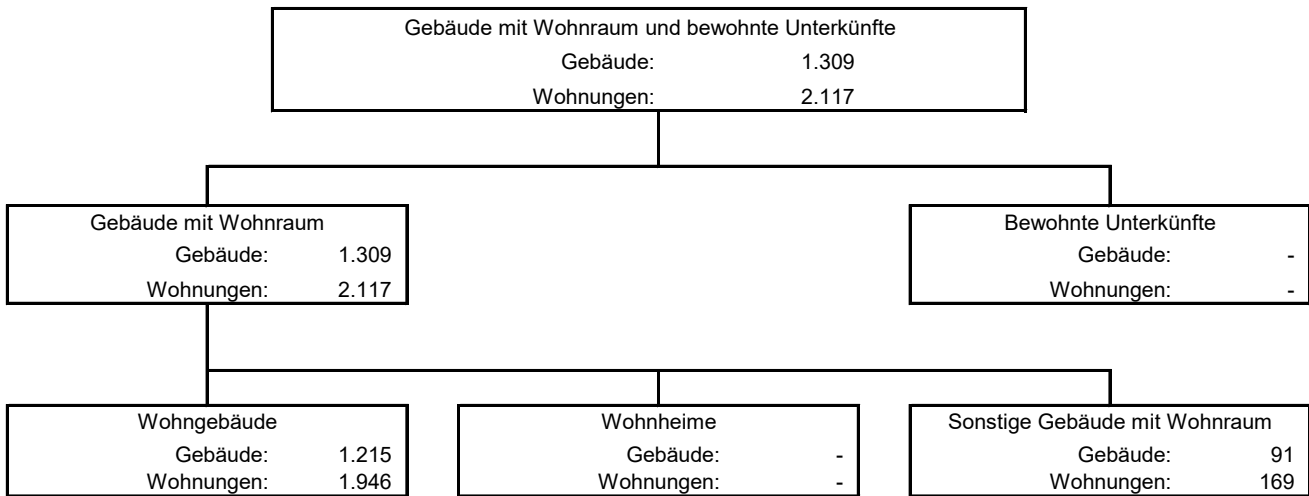 Gebäude mit Wohnraum und bewohnte Unterkünfte
Gebäude: 1.309
Wohnungen: 2.117
Gebäude mit Wohnraum
Gebäude: 1.309
Wohnungen: 2.117
Bewohnte Unterkünfte
Gebäude: -
Wohnungen: -
Wohngebäude
Gebäude: 1.215
Wohnungen: 1.946
Wohnheime
Gebäude: -
Wohnungen: -
Sonstige Gebäude mit Wohnraum
Gebäude: 91
Wohnungen: 169